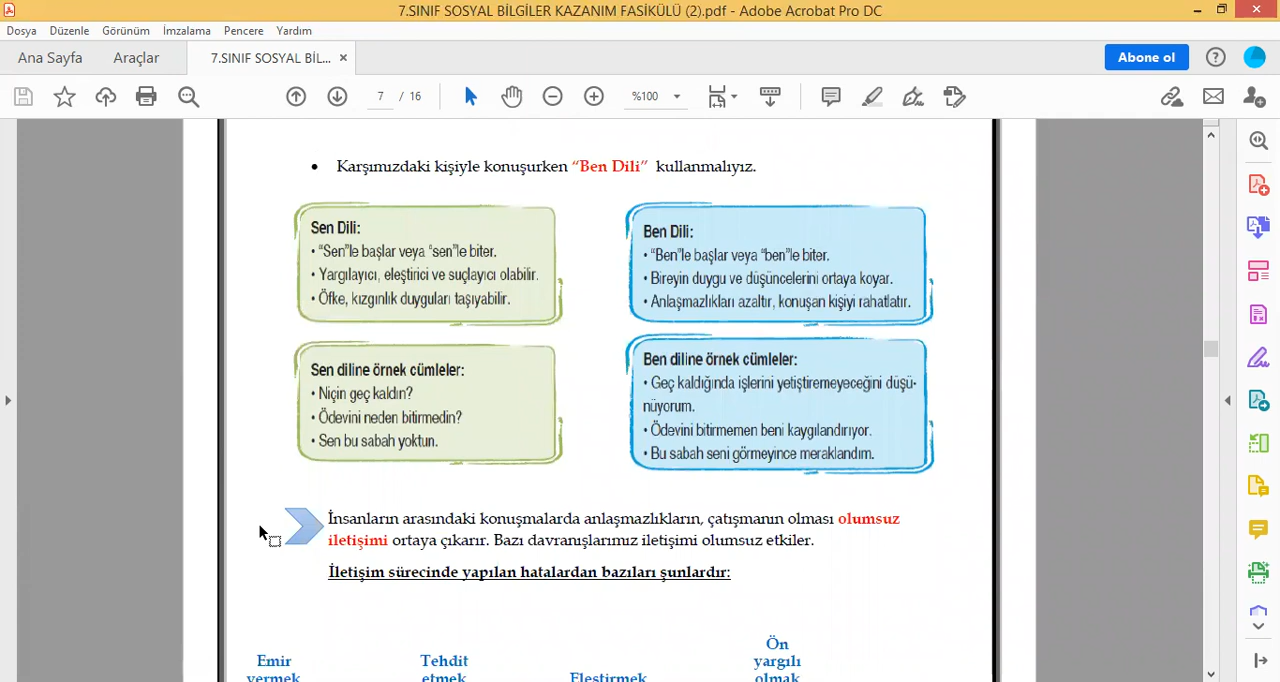 7.SINIF SOSYAL BİLGİLER KAZANIM FASİKÜLÜ (2).pdf - Adobe Acrobat Pro DC
Dosya Düzenle Görünüm İmzalama Pencere Yardım
Ana Sayfa Araçlar 7.SINIF SOSYAL BİL... × Abone ol
7 / 16 %100
• Karşımızdaki kişiyle konuşurken “Ben Dili” kullanmalıyız.
Sen Dili:
• “Sen”le başlar veya “sen”le biter.
• Yargılayıcı, eleştirici ve suçlayıcı olabilir.
• Öfke, kızgınlık duyguları taşıyabilir.
Ben Dili:
• “Ben”le başlar veya “ben”le biter.
• Bireyin duygu ve düşüncelerini ortaya koyar.
• Anlaşmazlıkları azaltır, konuşan kişiyi rahatlatır.
Sen diline örnek cümleler:
• Niçin geç kaldın?
• Ödevini neden bitirmedin?
• Sen bu sabah yoktun.
Ben diline örnek cümleler:
• Geç kaldığında işlerini yetiştiremeyeceğini düşü-
nüyorum.
• Ödevini bitirmemen beni kaygılandırıyor.
• Bu sabah seni görmeyince meraklandım.
İnsanların arasındaki konuşmalarda anlaşmazlıkların, çatışmanın olması olumsuz
iletişimi ortaya çıkarır. Bazı davranışlarımız iletişimi olumsuz etkiler.
İletişim sürecinde yapılan hatalardan bazıları şunlardır:
Emir
vermek
Tehdit
etmek
Eleştirmek
Ön
yargılı
olmak